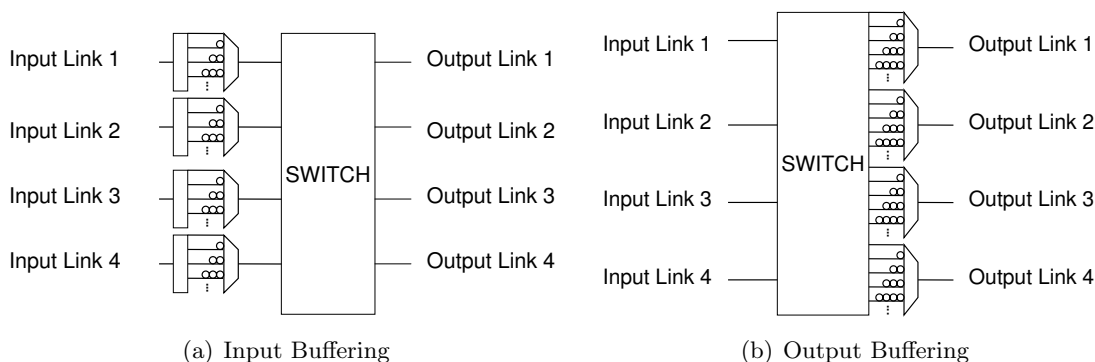 Input Link 1
Input Link 2
Input Link 3
Input Link 4
SWITCH
Output Link 1
Output Link 2
Output Link 3
Output Link 4
(a) Input Buffering
Input Link 1
Input Link 2
Input Link 3
Input Link 4
SWITCH
Output Link 1
Output Link 2
Output Link 3
Output Link 4
(b) Output Buffering